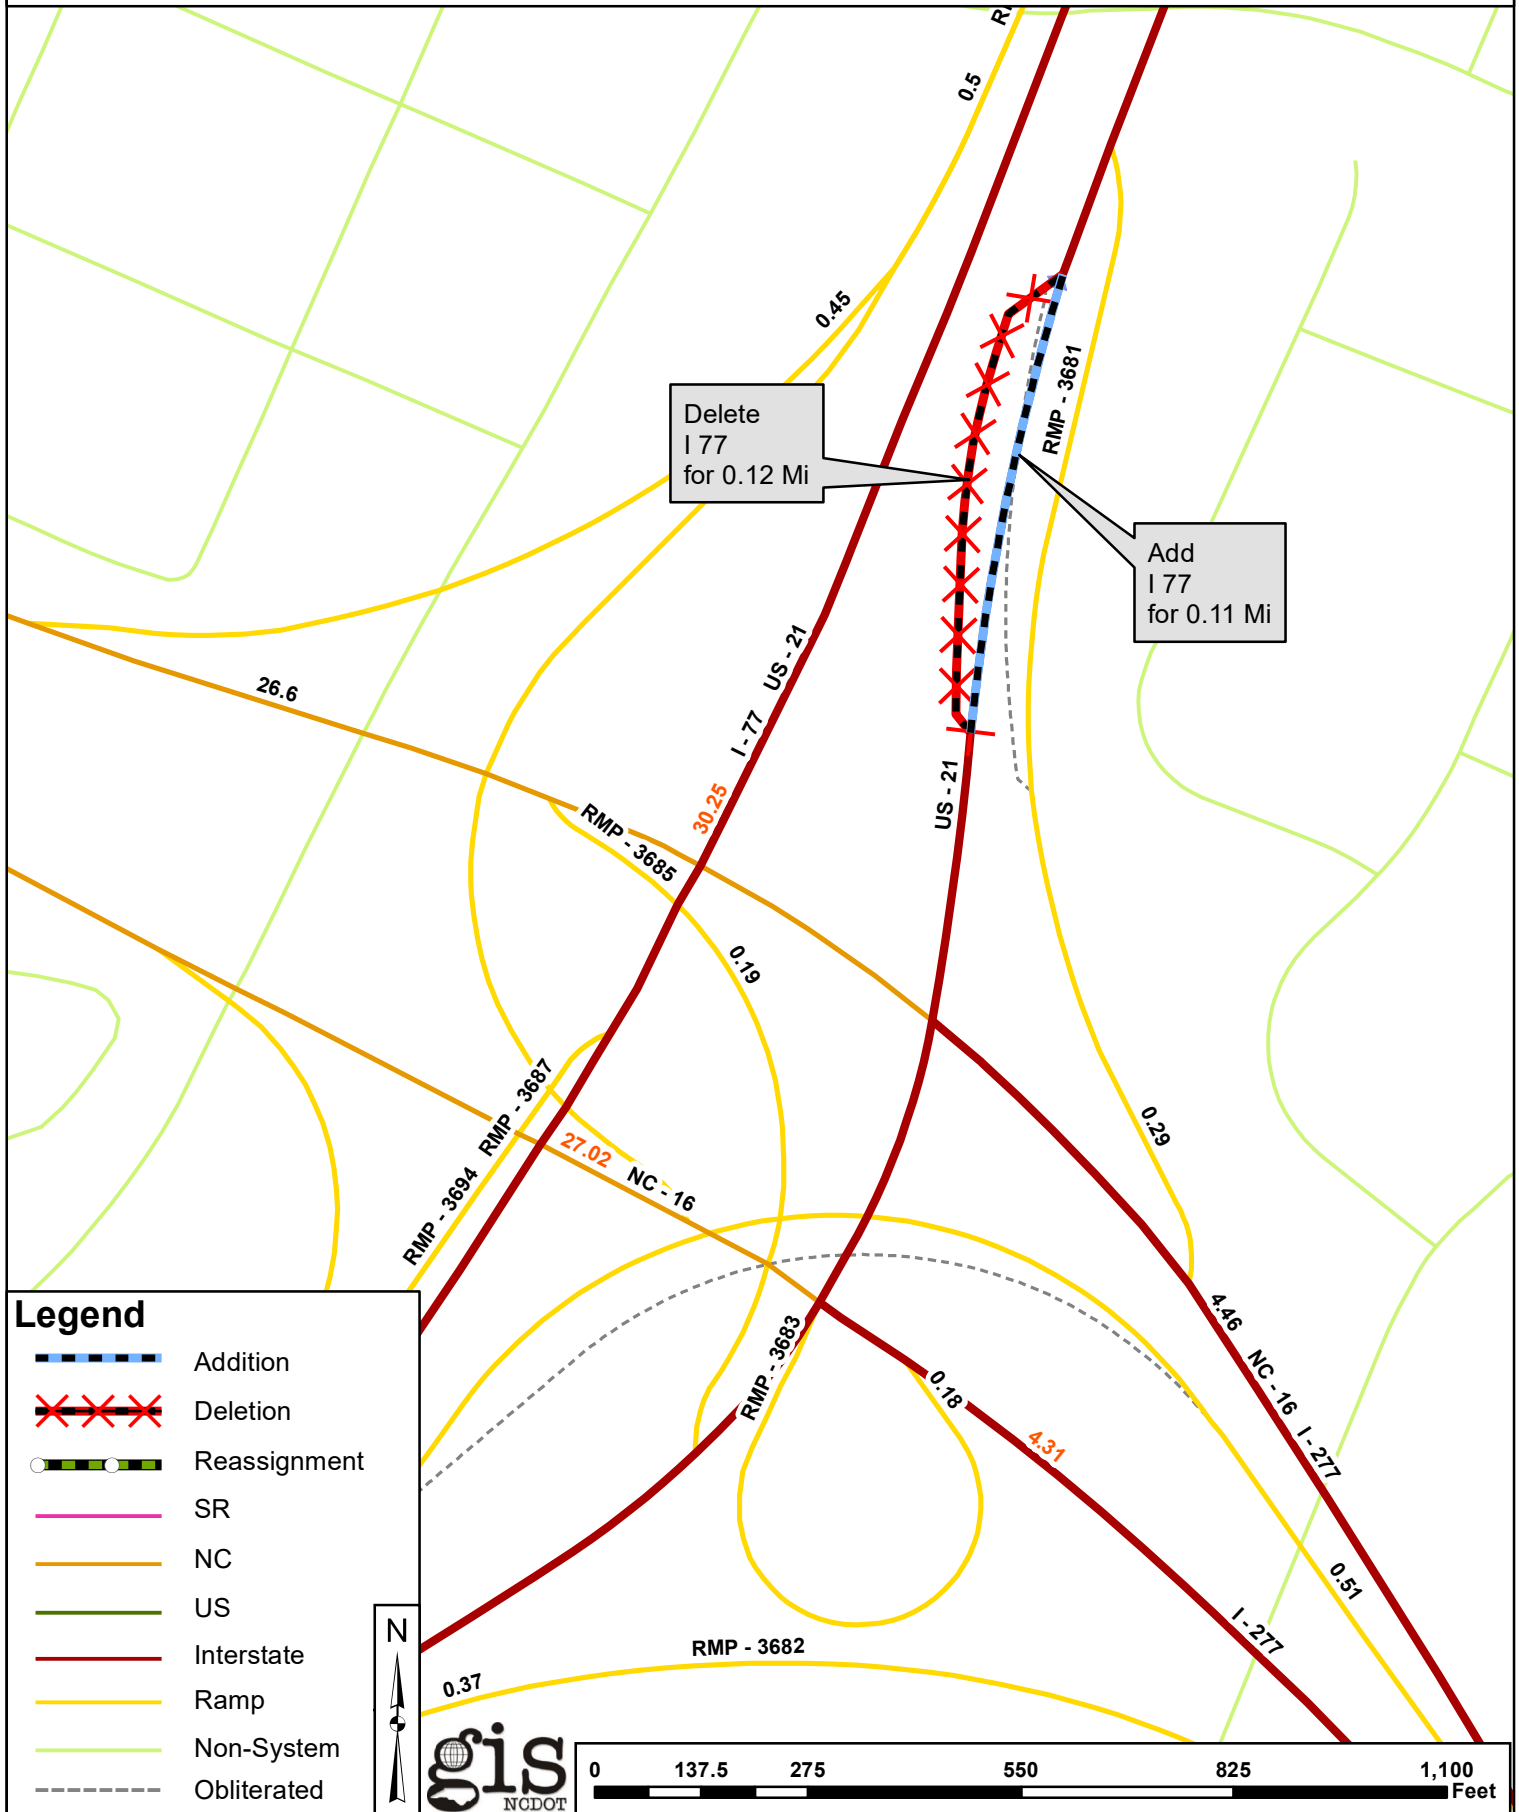 0.5
0.45
RMP - 3681
Delete
I 77
for 0.12 Mi
Add
I 77
for 0.11 Mi
US - 21
I - 77
26.6
30.25
US - 21
RMP - 3685
0.19
RMP - 3687
RMP - 3694
27.02
NC - 16
0.29
RMP - 3683
0.18
4.31
4.46
NC - 16
I - 277
0.51
I - 277
RMP - 3682
0.37
Legend
Addition
Deletion
Reassignment
SR
NC
US
Interstate
Ramp
Non-System
Obliterated
N
gis
NCDOT
0 137.5 275 550 825 1,100
Feet